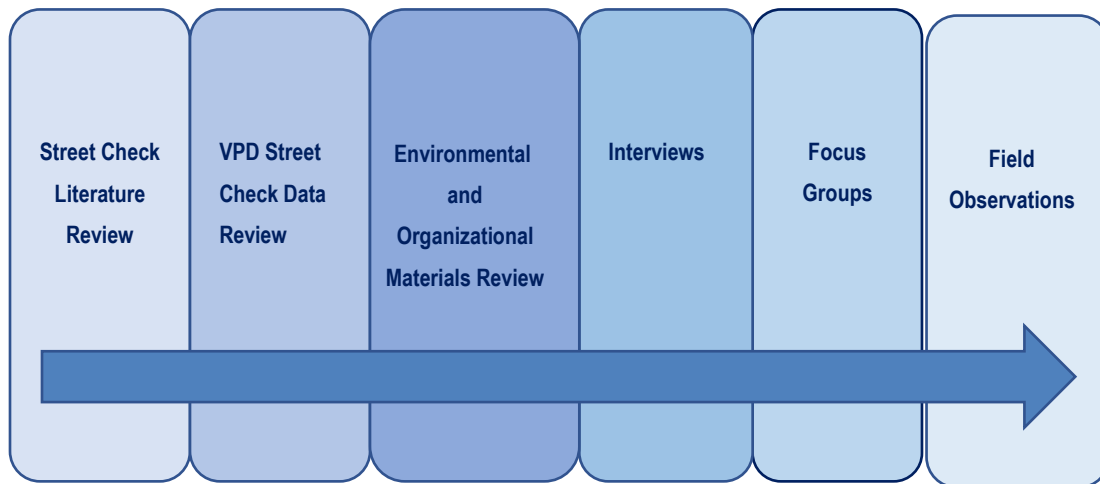 Street Check
Literature
Review
VPD Street
Check Data
Review
Environmental
and
Organizational
Materials Review
Interviews
Focus
Groups
Field
Observations